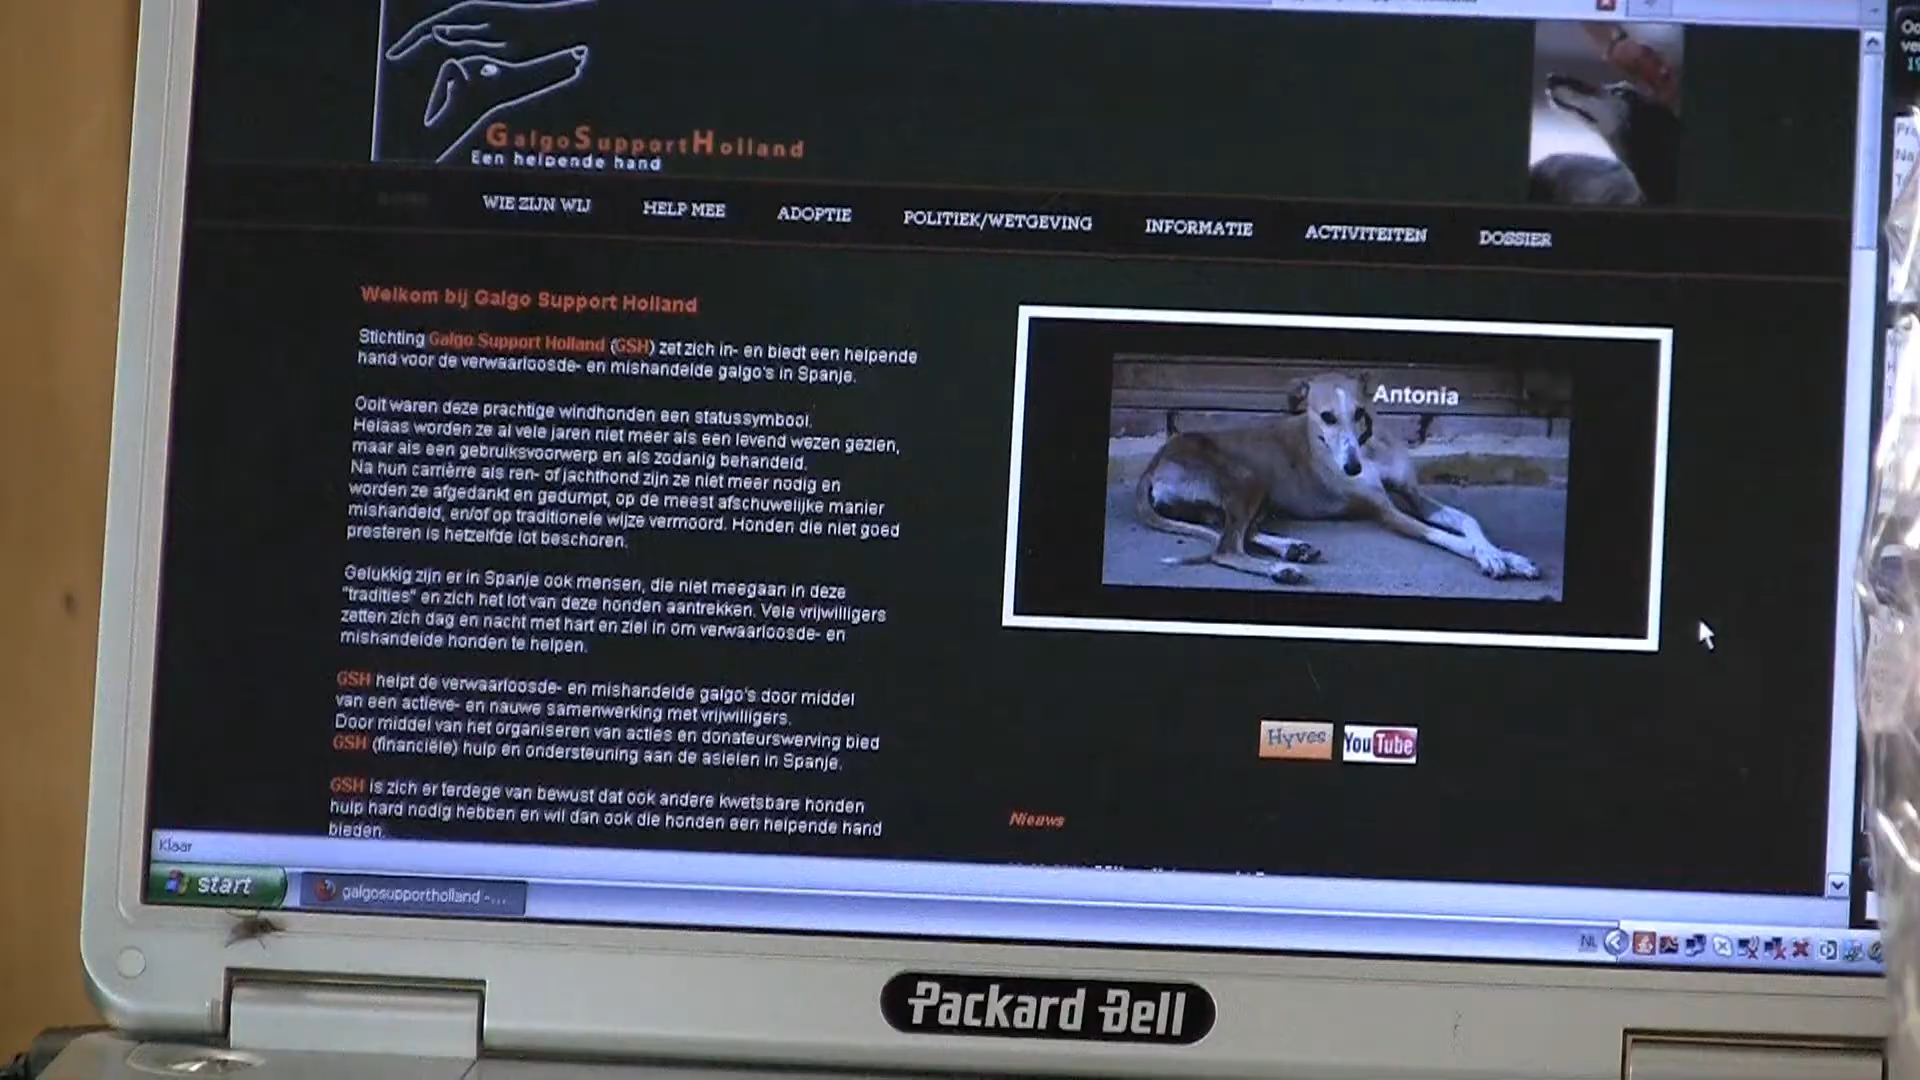 GalgoSupportHolland
Een helpende hand
WIE ZIJN WIJ HELP MEE ADOPTIE POLITIEK/WETGEVING INFORMATIE ACTIVITEITEN DOSSIER
Welkom bij Galgo Support Holland
Stichting Galgo Support Holland (GSH) zet zich in- en biedt een helpende
hand voor de verwaarloosde- en mishandelde galgo's in Spanje.
Ooit waren deze prachtige windhonden een statussymbool.
Helaas worden ze al vele jaren niet meer als een levend wezen gezien,
maar als een gebruiksvoorwerp en als zodanig behandeld.
Na hun carrièrre als ren- of jachthond zijn ze niet meer nodig en
worden ze afgedankt en gedumpt, op de meest afschuwelijke manier
mishandeld, en/of op traditionele wijze vermoord. Honden die niet goed
presteren is hetzelfde lot beschoren.
Gelukkig zijn er in Spanje ook mensen, die niet meegaan in deze
"tradities" en zich het lot van deze honden aantrekken. Vele vrijwilligers
zetten zich dag en nacht met hart en ziel in om verwaarloosde- en
mishandelde honden te helpen.
GSH helpt de verwaarloosde- en mishandelde galgo's door middel
van een actieve- en nauwe samenwerking met vrijwilligers.
Door middel van het organiseren van acties en donateurswerving bied
GSH (financiële) hulp en ondersteuning aan de asielen in Spanje.
GSH is zich er terdege van bewust dat ook andere kwetsbare honden
hulp hard nodig hebben en wil dan ook die honden een helpende hand
bieden.
Antonia
Hyves
YouTube
Nieuws
Klaar
start
galgosupportholland -...
NL
Packard Bell